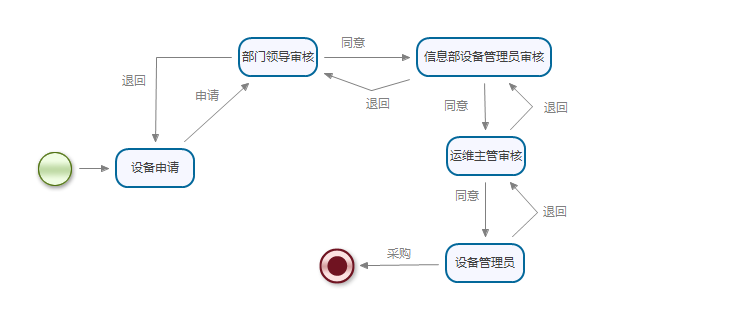 部门领导审核
同意
信息部设备管理员审核
退回
申请
退回
同意
退回
设备申请
运维主管审核
同意
退回
采购
设备管理员